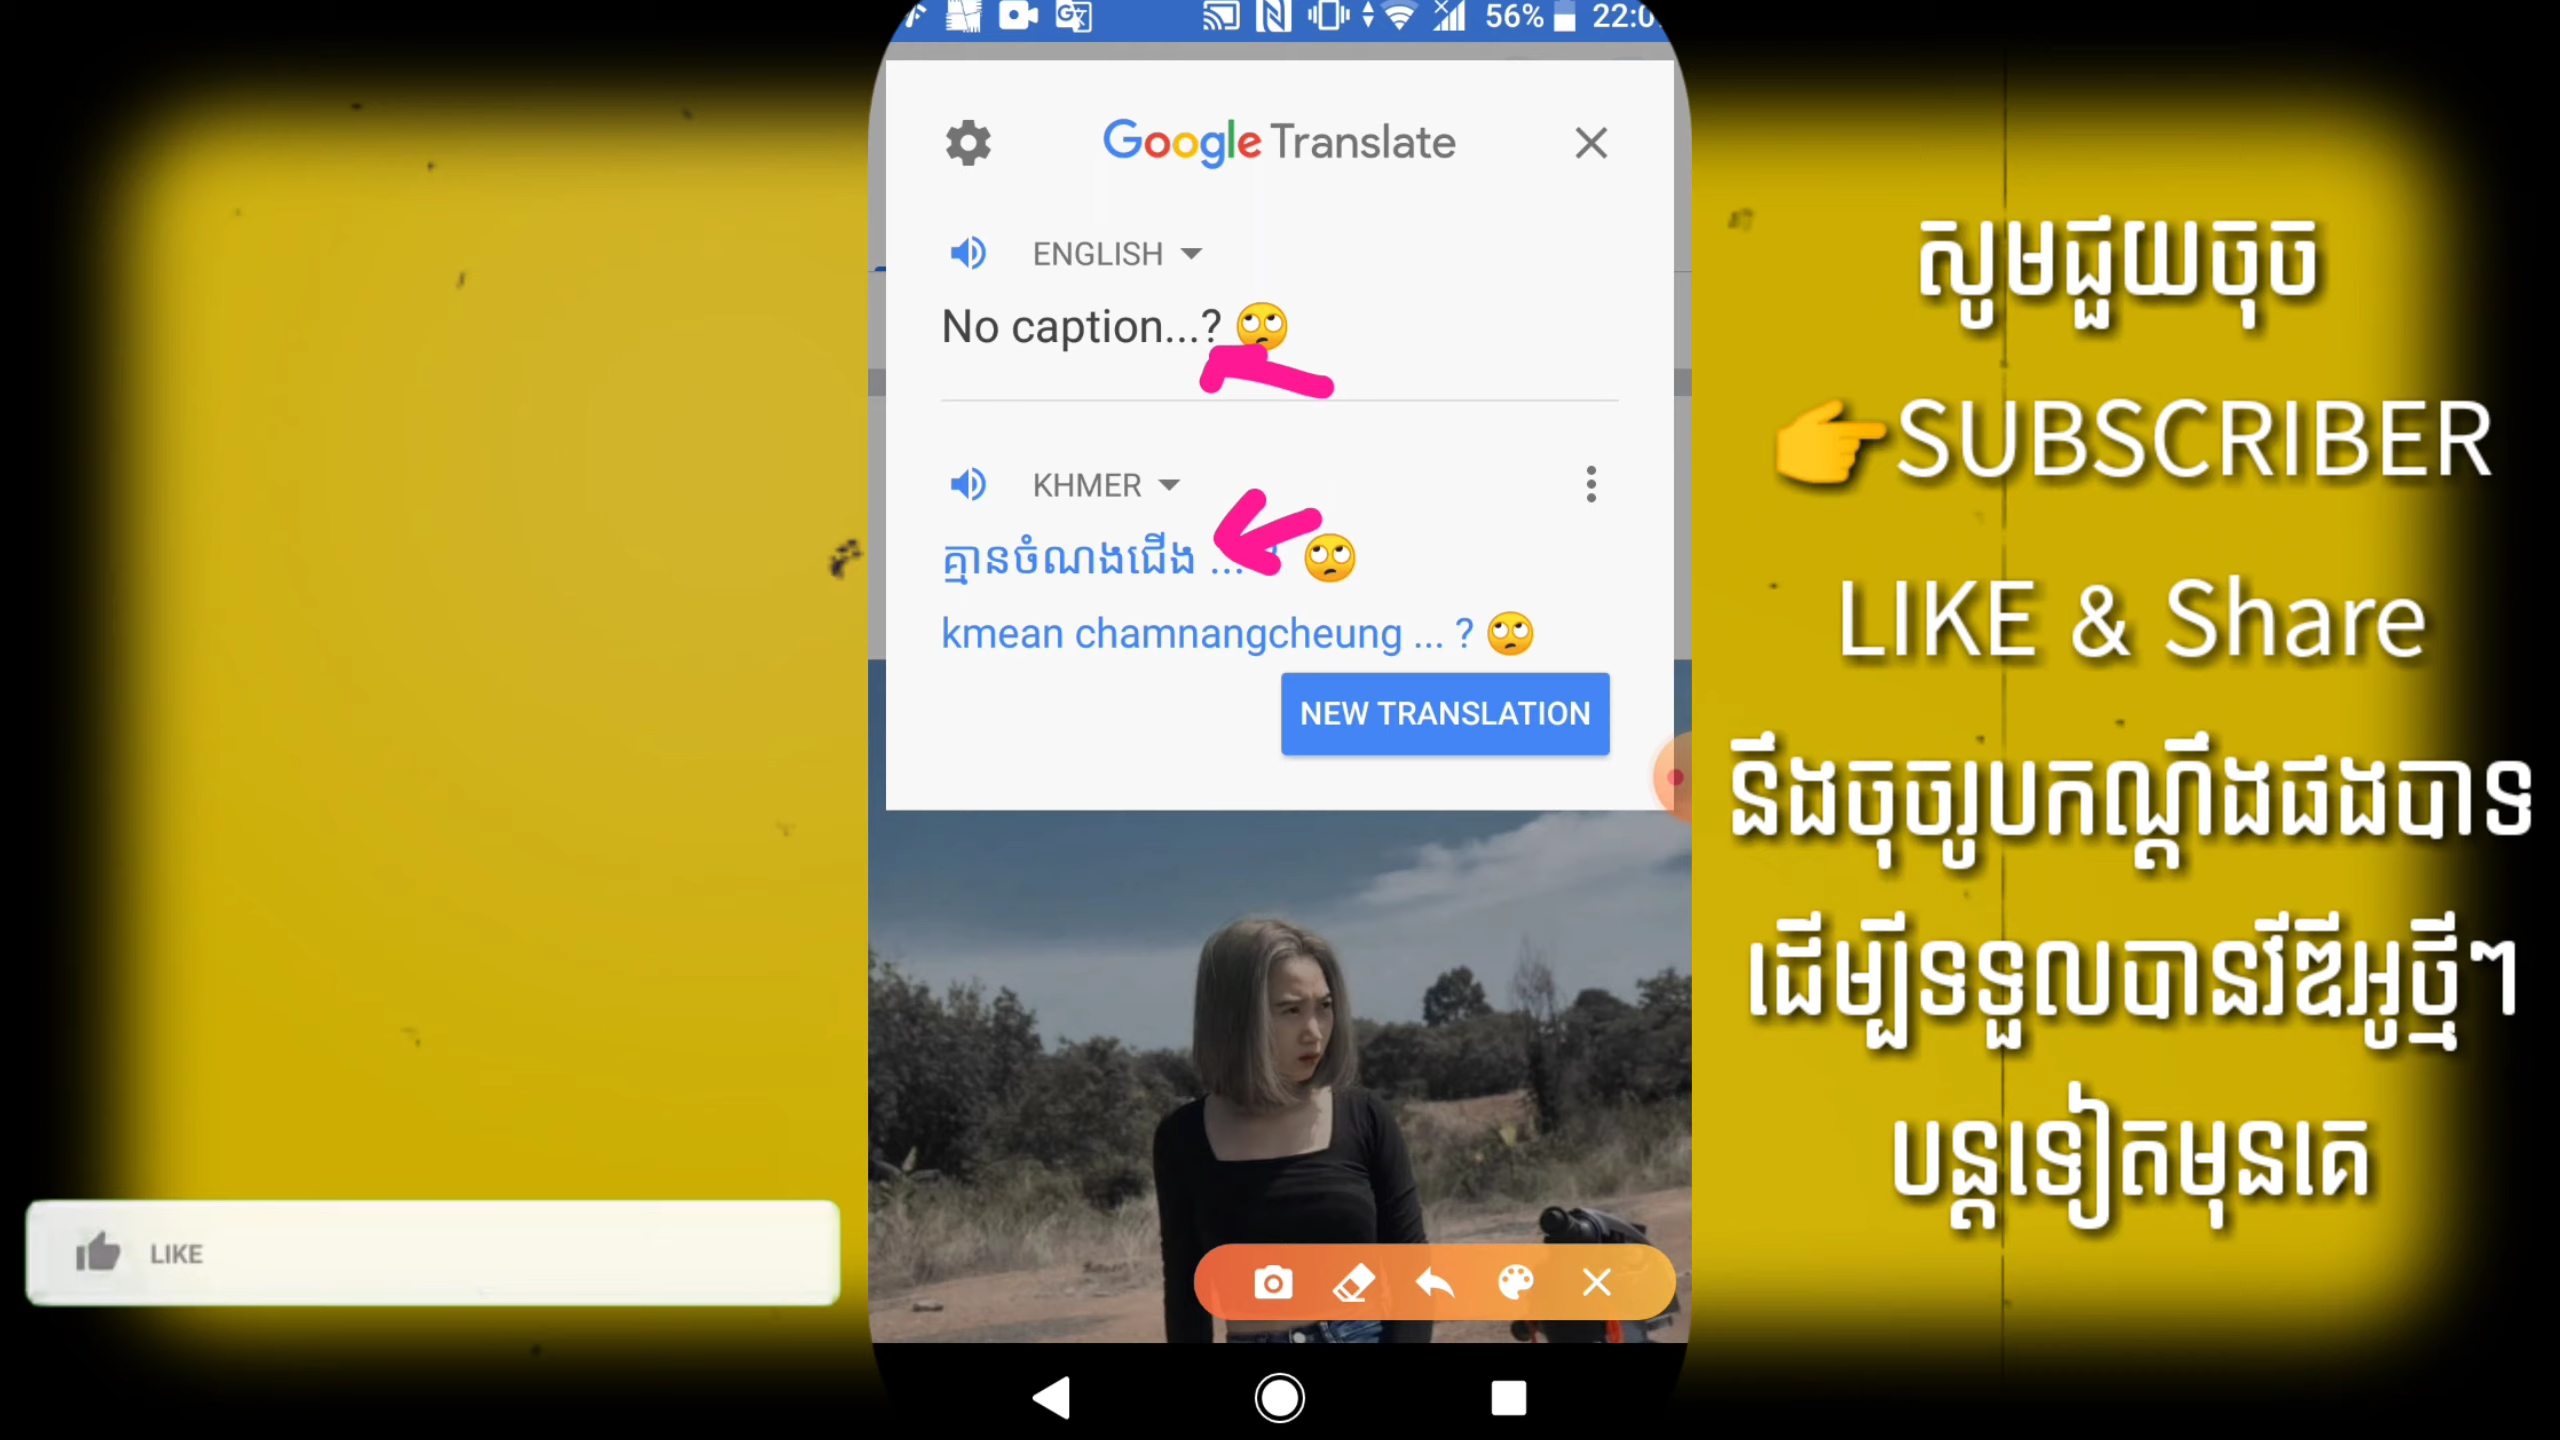 56% 22:0
Google Translate
ENGLISH
No caption...? 🙄
KHMER
គ្មានចំណងជើង ... 🙄
kmean chamnangcheung ... ? 🙄
NEW TRANSLATION
LIKE
សូមជួយចុច
👉SUBSCRIBER
LIKE & Share
នឹងចុចរូបកណ្ដឹងផងបាទ
ដើម្បីទទួលបានវីឌីអូថ្មីៗ
បន្តទៀតមុនគេ